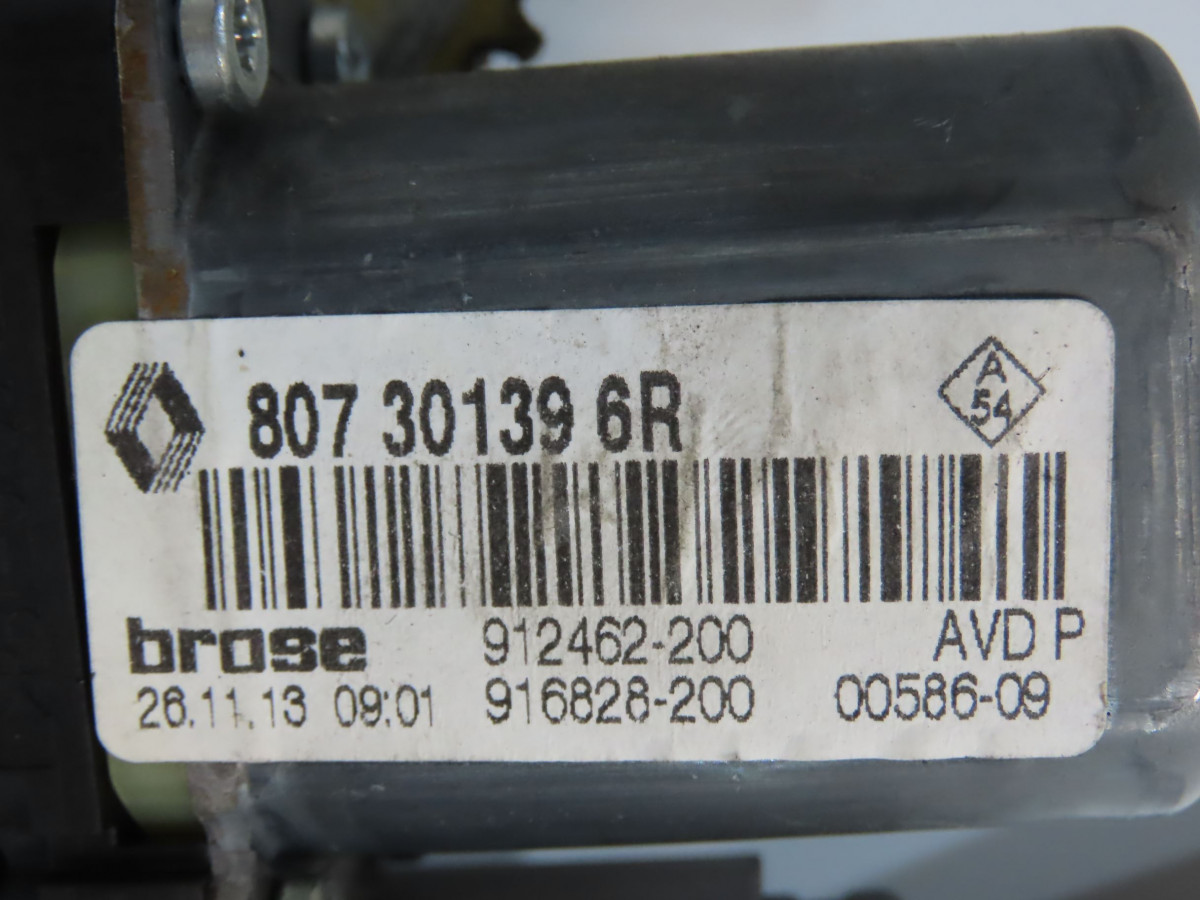 807 30139 6R
A
54
brose
912462-200
AVD P
26.11.13 09:01
916828-200
00586-09